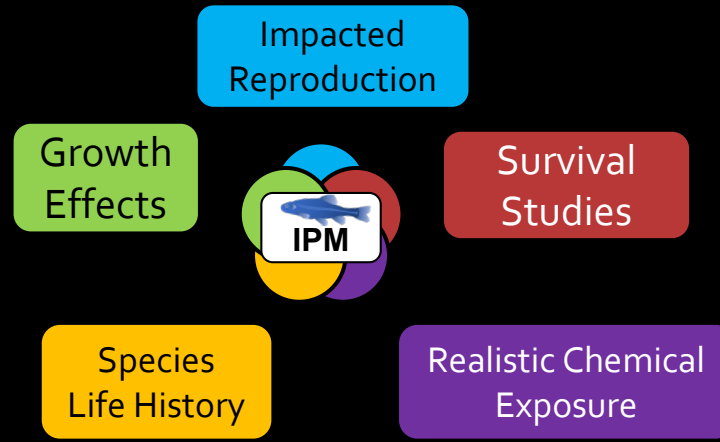 Impacted
Reproduction
Growth
Effects
Survival
Studies
IPM
Species
Life History
Realistic Chemical
Exposure